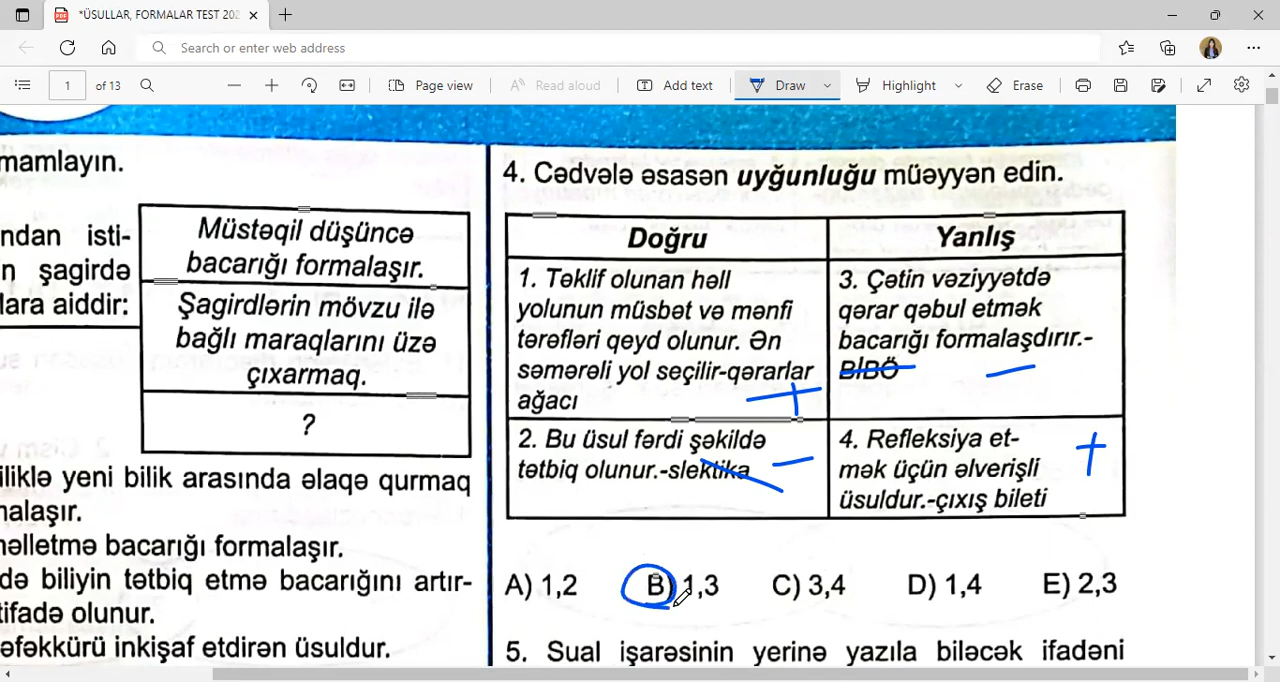 *ÜSULLAR, FORMALAR TEST 202
Search or enter web address
1 of 13
Page view
Read aloud
Add text
Draw
Highlight
Erase
mamlayın.
ndan isti-
n şagirdə
lara aiddir:
Müstəqil düşüncə
bacarığı formalaşır.
Şagirdlərin mövzu ilə
bağlı maraqlarını üzə
çıxarmaq.
?
iliklə yeni bilik arasında əlaqə qurmaq
nalaşır.
həlletmə bacarığı formalaşır.
də biliyin tətbiq etmə bacarığını artır-
tifadə olunur.
əfəkkürü inkişaf etdirən üsuldur.
4. Cədvələ əsasən uyğunluğu müəyyən edin.
Doğru
Yanlış
1. Təklif olunan həll
yolunun müsbət və mənfi
tərəfləri qeyd olunur. Ən
səmərəli yol seçilir-qərarlar
ağacı
3. Çətin vəziyyətdə
qərar qəbul etmək
bacarığı formalaşdırır.-
BİBÖ
2. Bu üsul fərdi şəkildə
tətbiq olunur.-slektika
4. Refleksiya et-
mək üçün əlverişli
üsuldur.-çıxış bileti
A) 1,2 B) 1,3 C) 3,4 D) 1,4 E) 2,3
5. Sual işarəsinin yerinə yazıla biləcək ifadəni